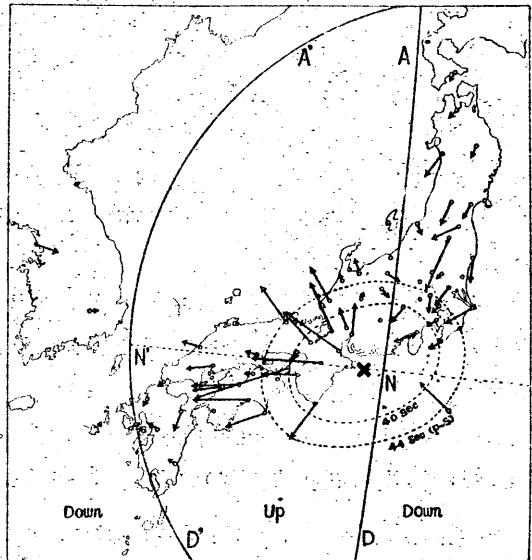 A' A
N' N
40 Sec
44 Sec (P-S)
Down Up Down
D' D